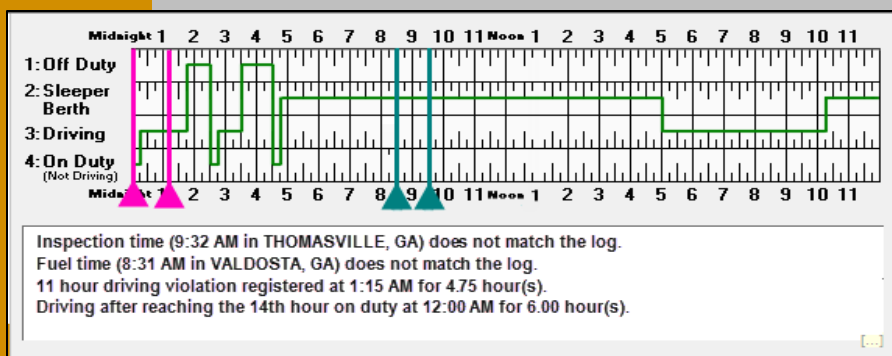 Midnight 1 2 3 4 5 6 7 8 9 10 11 Noon 1 2 3 4 5 6 7 8 9 10 11
1: Off Duty
2: Sleeper
Berth
3: Driving
4: On Duty
(Not Driving)
Midnight 1 2 3 4 5 6 7 8 9 10 11 Noon 1 2 3 4 5 6 7 8 9 10 11
Inspection time (9:32 AM in THOMASVILLE, GA) does not match the log.
Fuel time (8:31 AM in VALDOSTA, GA) does not match the log.
11 hour driving violation registered at 1:15 AM for 4.75 hour(s).
Driving after reaching the 14th hour on duty at 12:00 AM for 6.00 hour(s).
[...]